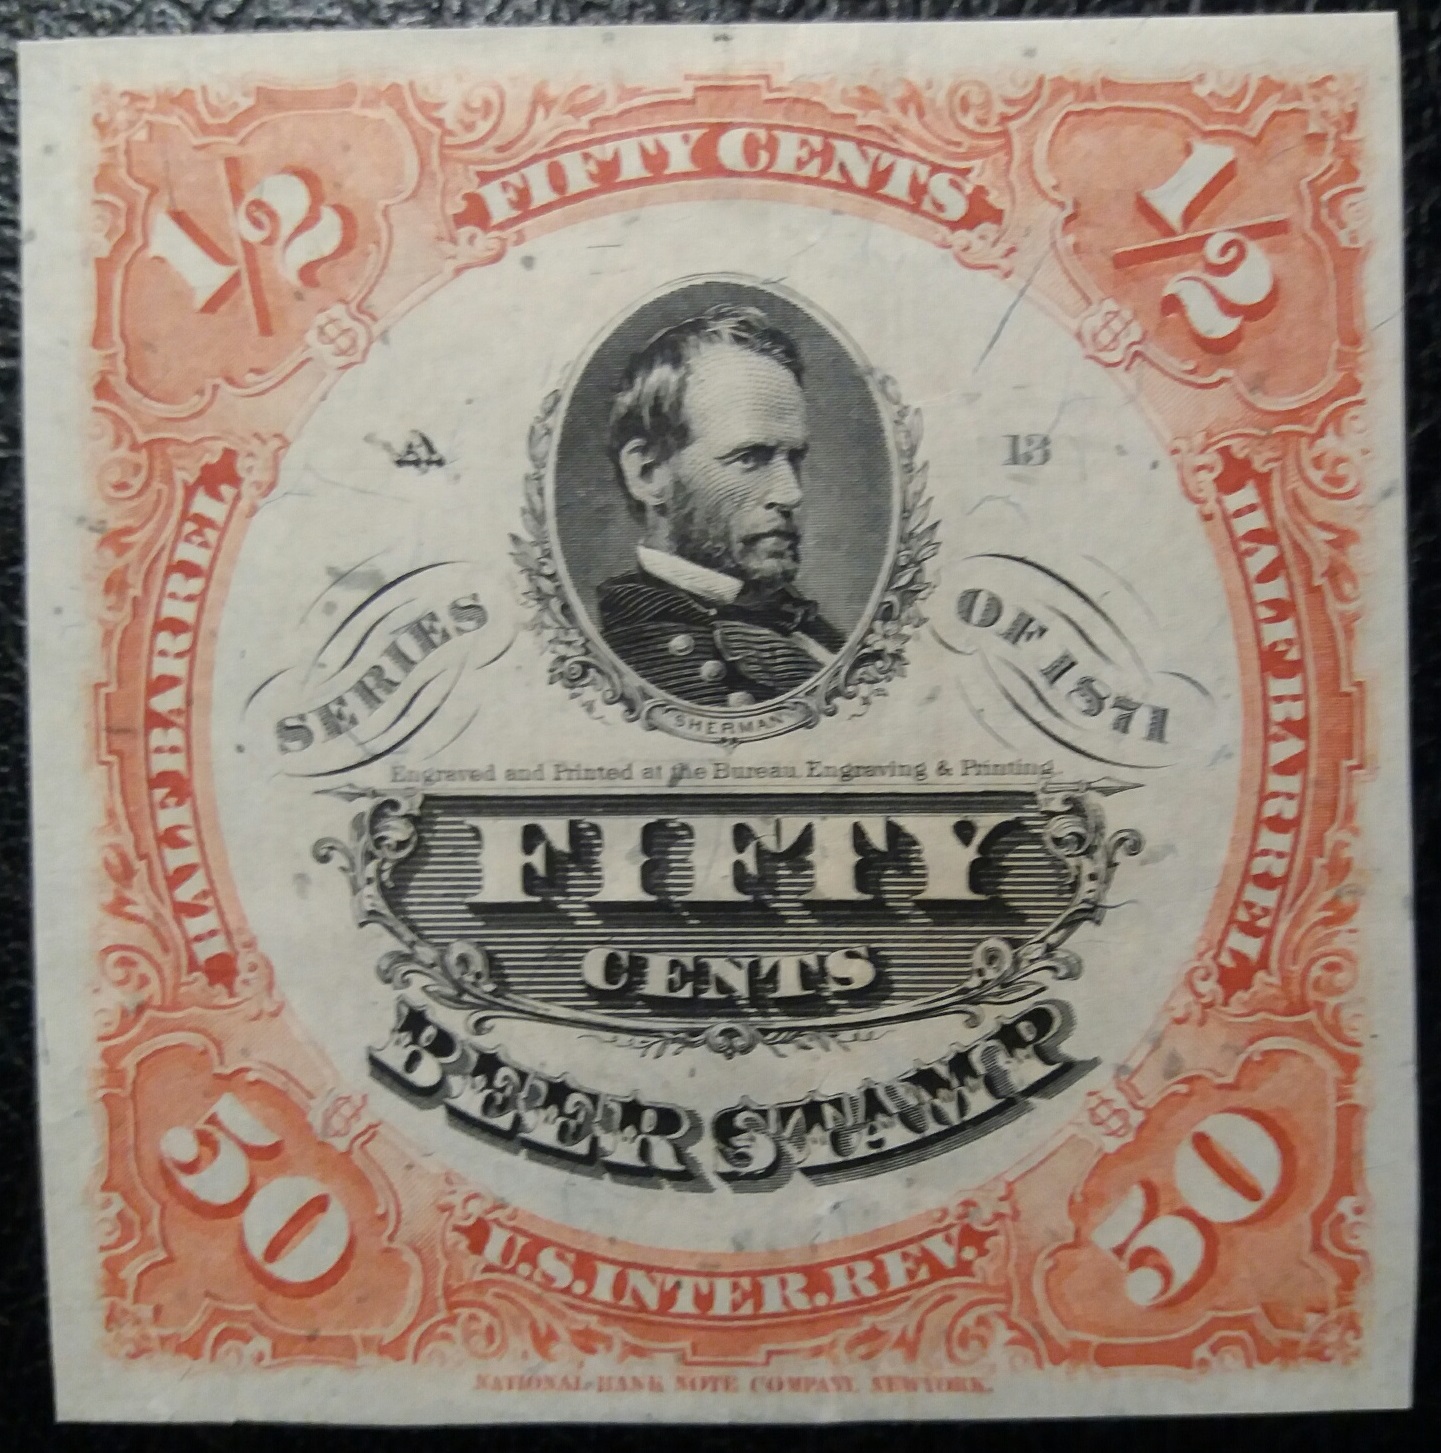 FIFTY CENTS
1/2
1/2
$
$
13
HALF BARREL
HALF BARREL
SERIES
OF 1871
SHERMAN
Engraved and Printed at the Bureau, Engraving & Printing.
FIFTY
CENTS
BEER STAMP
$
$
50
50
U.S. INTER. REV.
NATIONAL BANK NOTE COMPANY. NEW YORK.